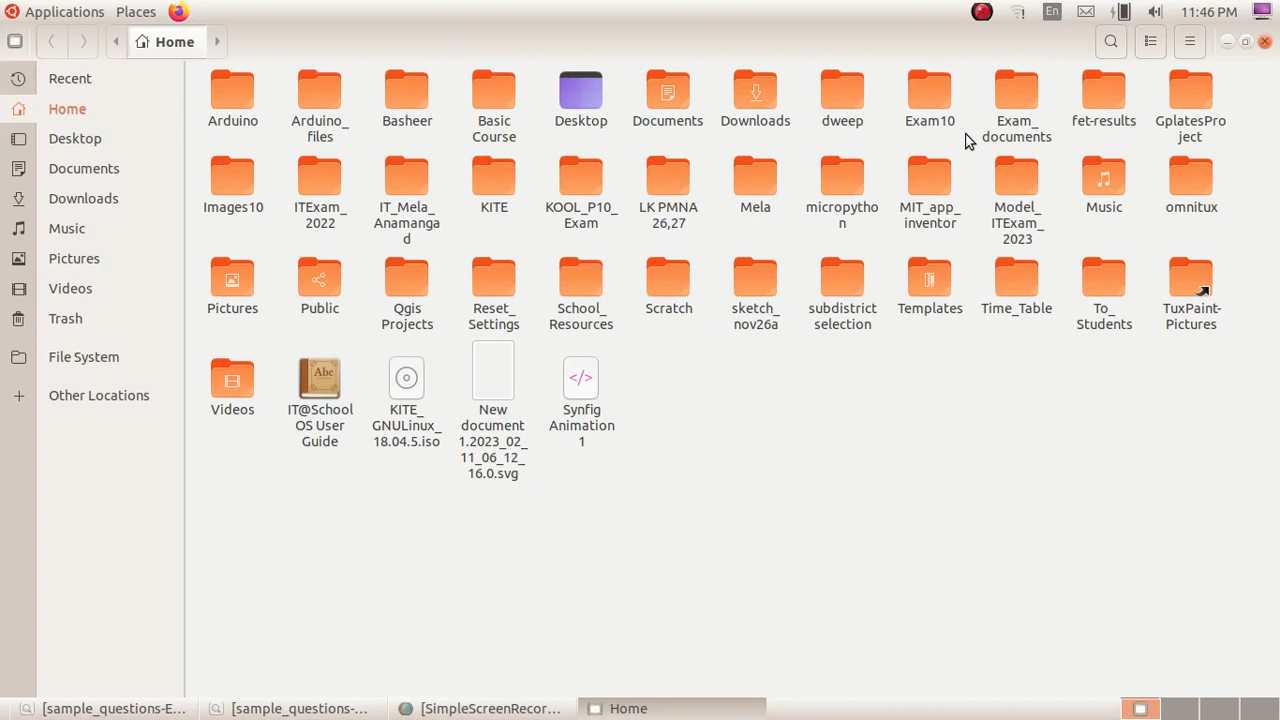 Applications Places En 11:46 PM
Home
Recent
Home
Desktop
Documents
Downloads
Music
Pictures
Videos
Trash
File System
+ Other Locations
Arduino
Arduino_
files
Basheer
Basic
Course
Desktop
Documents
Downloads
dweep
Exam10
Exam_
documents
fet-results
GplatesPro
ject
Images10
ITExam_
2022
IT_Mela_
Anamanga
d
KITE
KOOL_P10_
Exam
LK PMNA
26,27
Mela
micropytho
n
MIT_app_
inventor
Model_
ITExam_
2023
Music
omnitux
Pictures
Public
Qgis
Projects
Reset_
Settings
School_
Resources
Scratch
sketch_
nov26a
subdistrict
selection
Templates
Time_Table
To_
Students
TuxPaint-
Pictures
Videos
Abc
IT@School
OS User
Guide
KITE_
GNULinux_
18.04.5.iso
New
document
1.2023_02_
11_06_12_
16.0.svg
</>
Synfig
Animation
1
[sample_questions-E...
[sample_questions-...
[SimpleScreenRecor...
Home